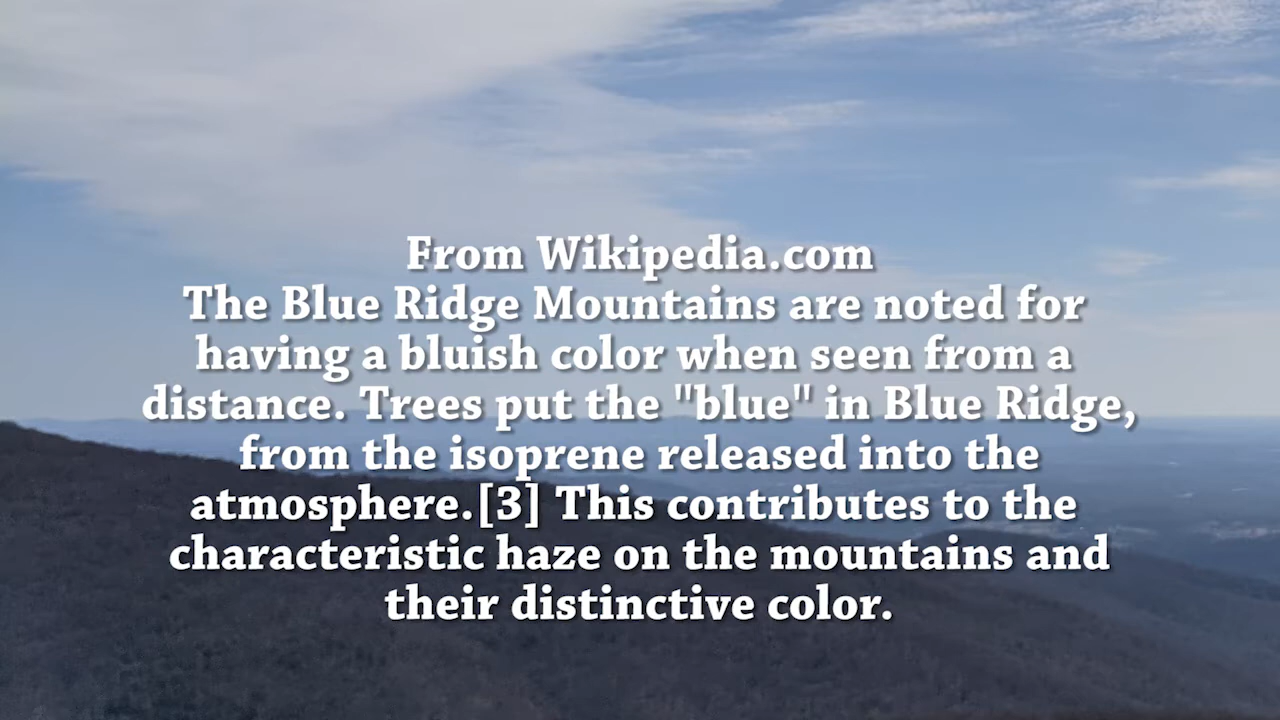 From Wikipedia.com
The Blue Ridge Mountains are noted for
having a bluish color when seen from a
distance. Trees put the "blue" in Blue Ridge,
from the isoprene released into the
atmosphere.[3] This contributes to the
characteristic haze on the mountains and
their distinctive color.